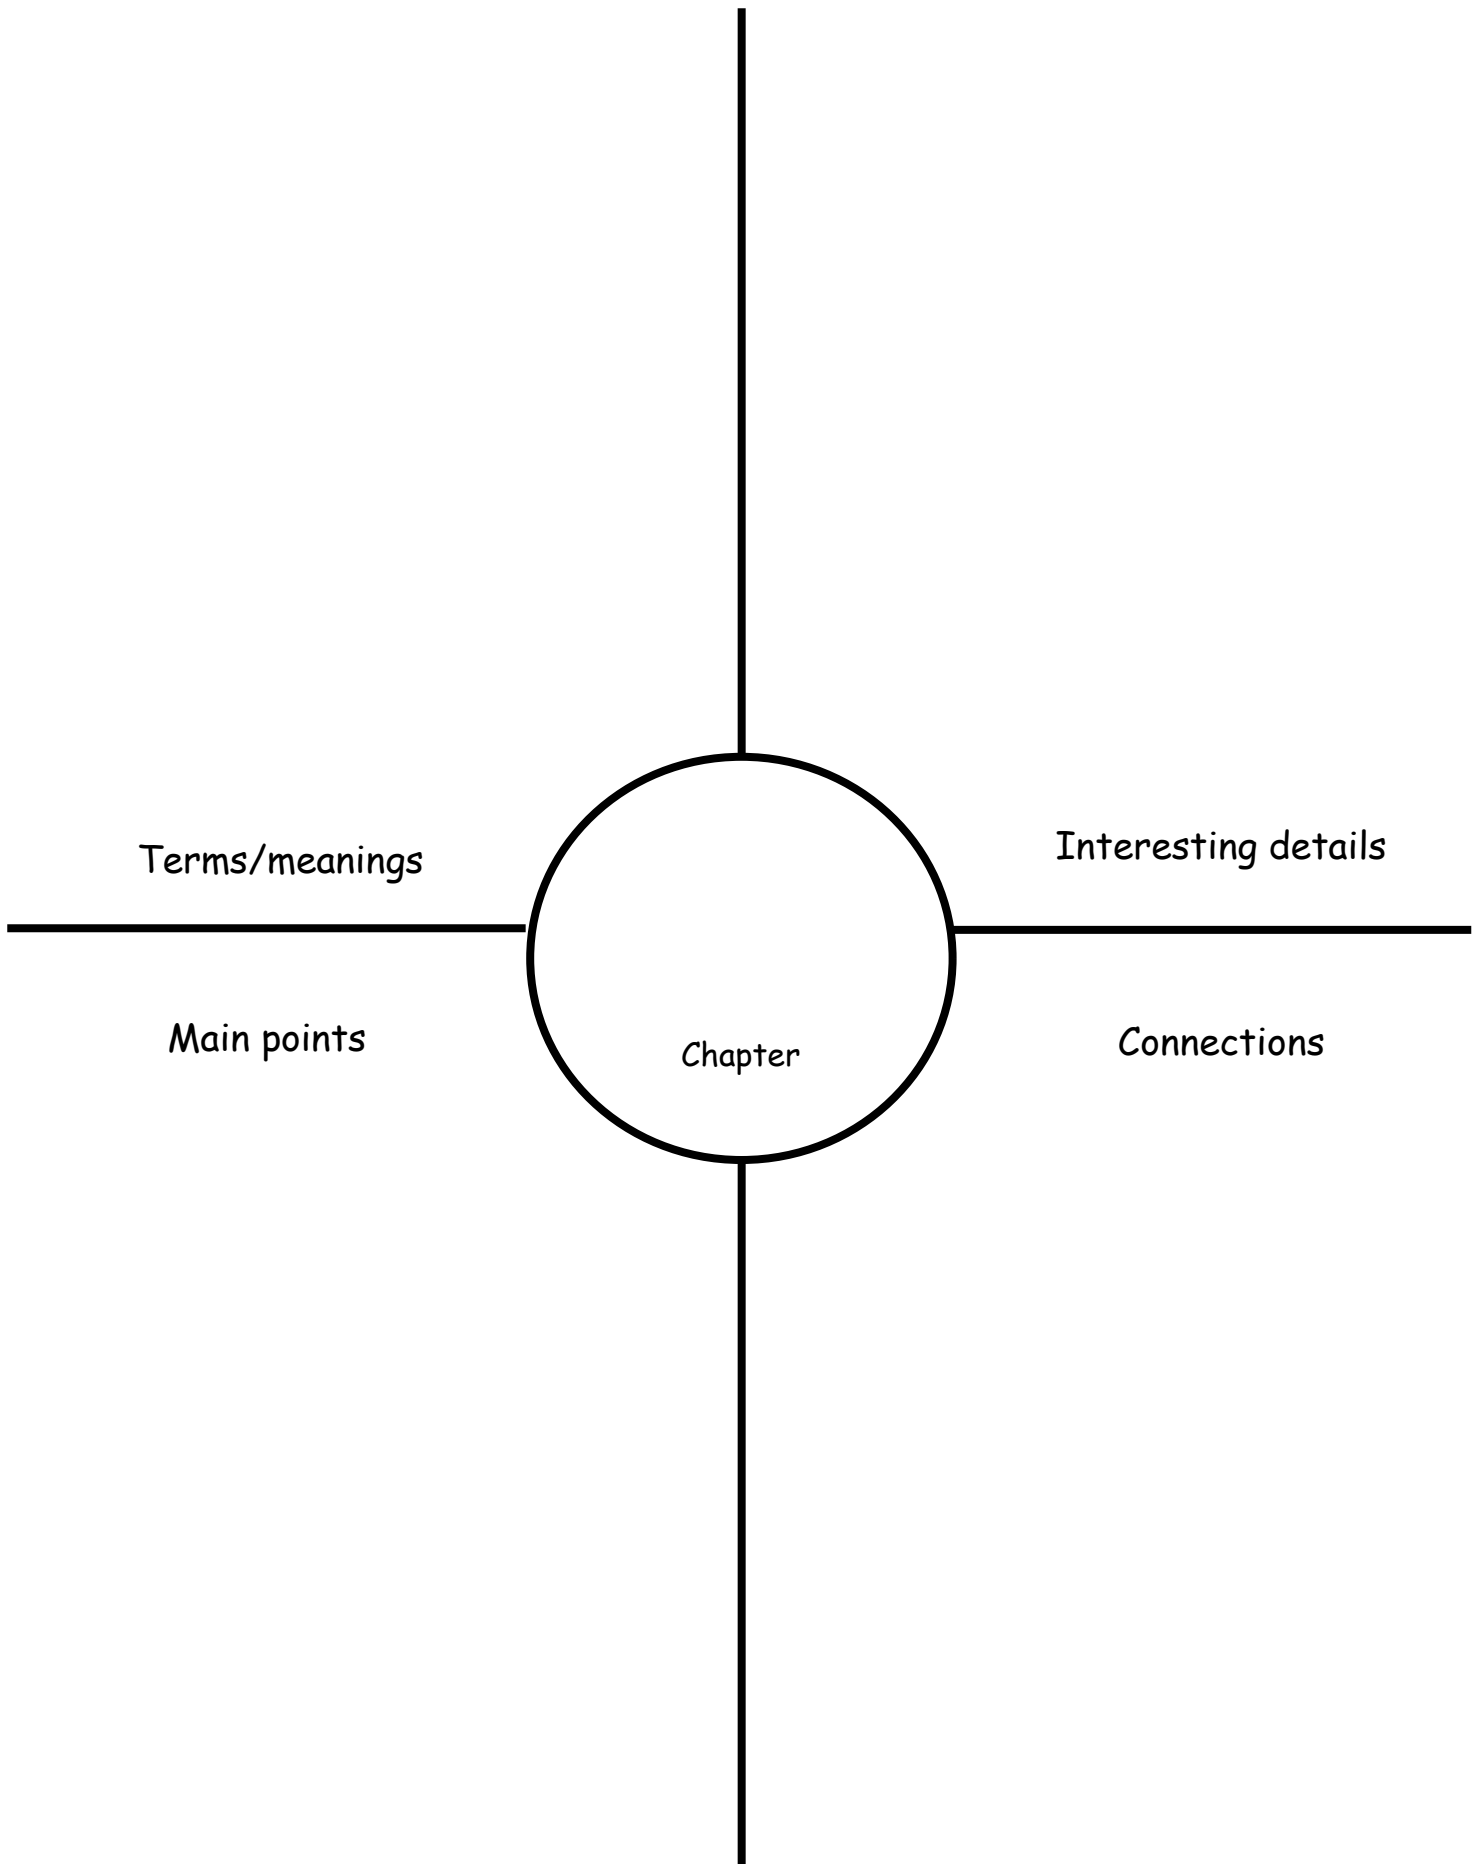 Terms/meanings
Interesting details
Main points
Chapter
Connections